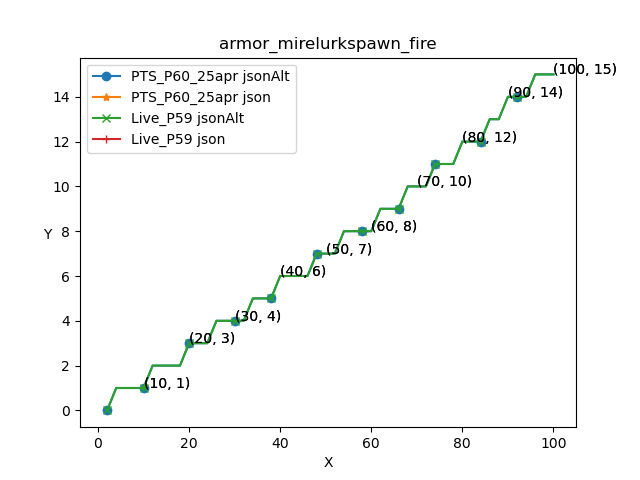 armor_mirelurkspawn_fire
PTS_P60_25apr jsonAlt
PTS_P60_25apr json
Live_P59 jsonAlt
Live_P59 json
(100, 15)
(90, 14)
(80, 12)
(70, 10)
(60, 8)
(50, 7)
(40, 6)
(30, 4)
(20, 3)
(10, 1)
Y
14
12
10
8
6
4
2
0
0 20 40 60 80 100
X